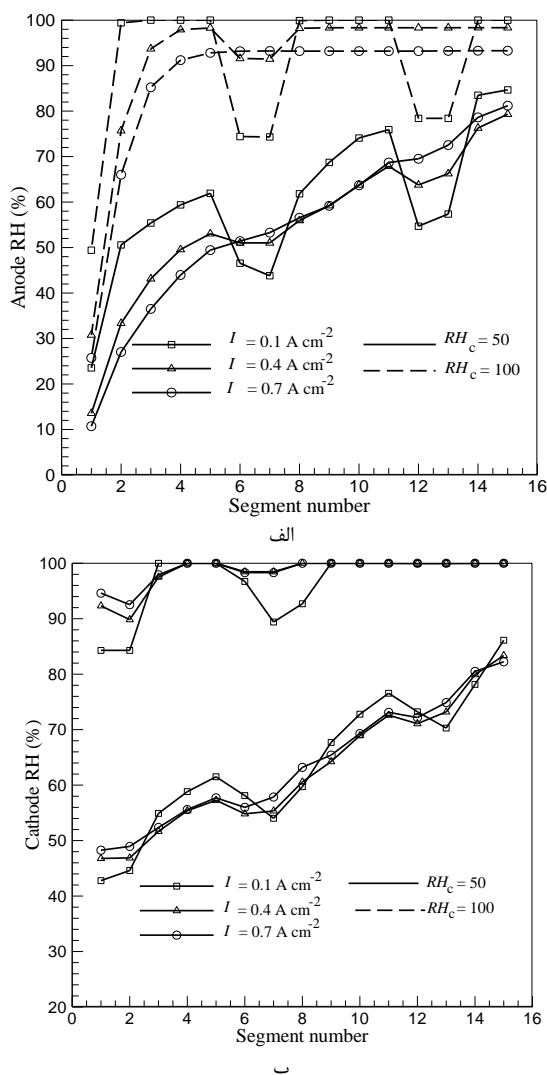 100
90
80
70
60
50
40
30
20
10
0
Anode RH (%)
I = 0.1 A cm-2
I = 0.4 A cm-2
I = 0.7 A cm-2
RHc = 50
RHc = 100
0 2 4 6 8 10 12 14 16
Segment number
الف
100
90
80
70
60
50
40
30
20
Cathode RH (%)
I = 0.1 A cm-2
I = 0.4 A cm-2
I = 0.7 A cm-2
RHc = 50
RHc = 100
0 2 4 6 8 10 12 14 16
Segment number